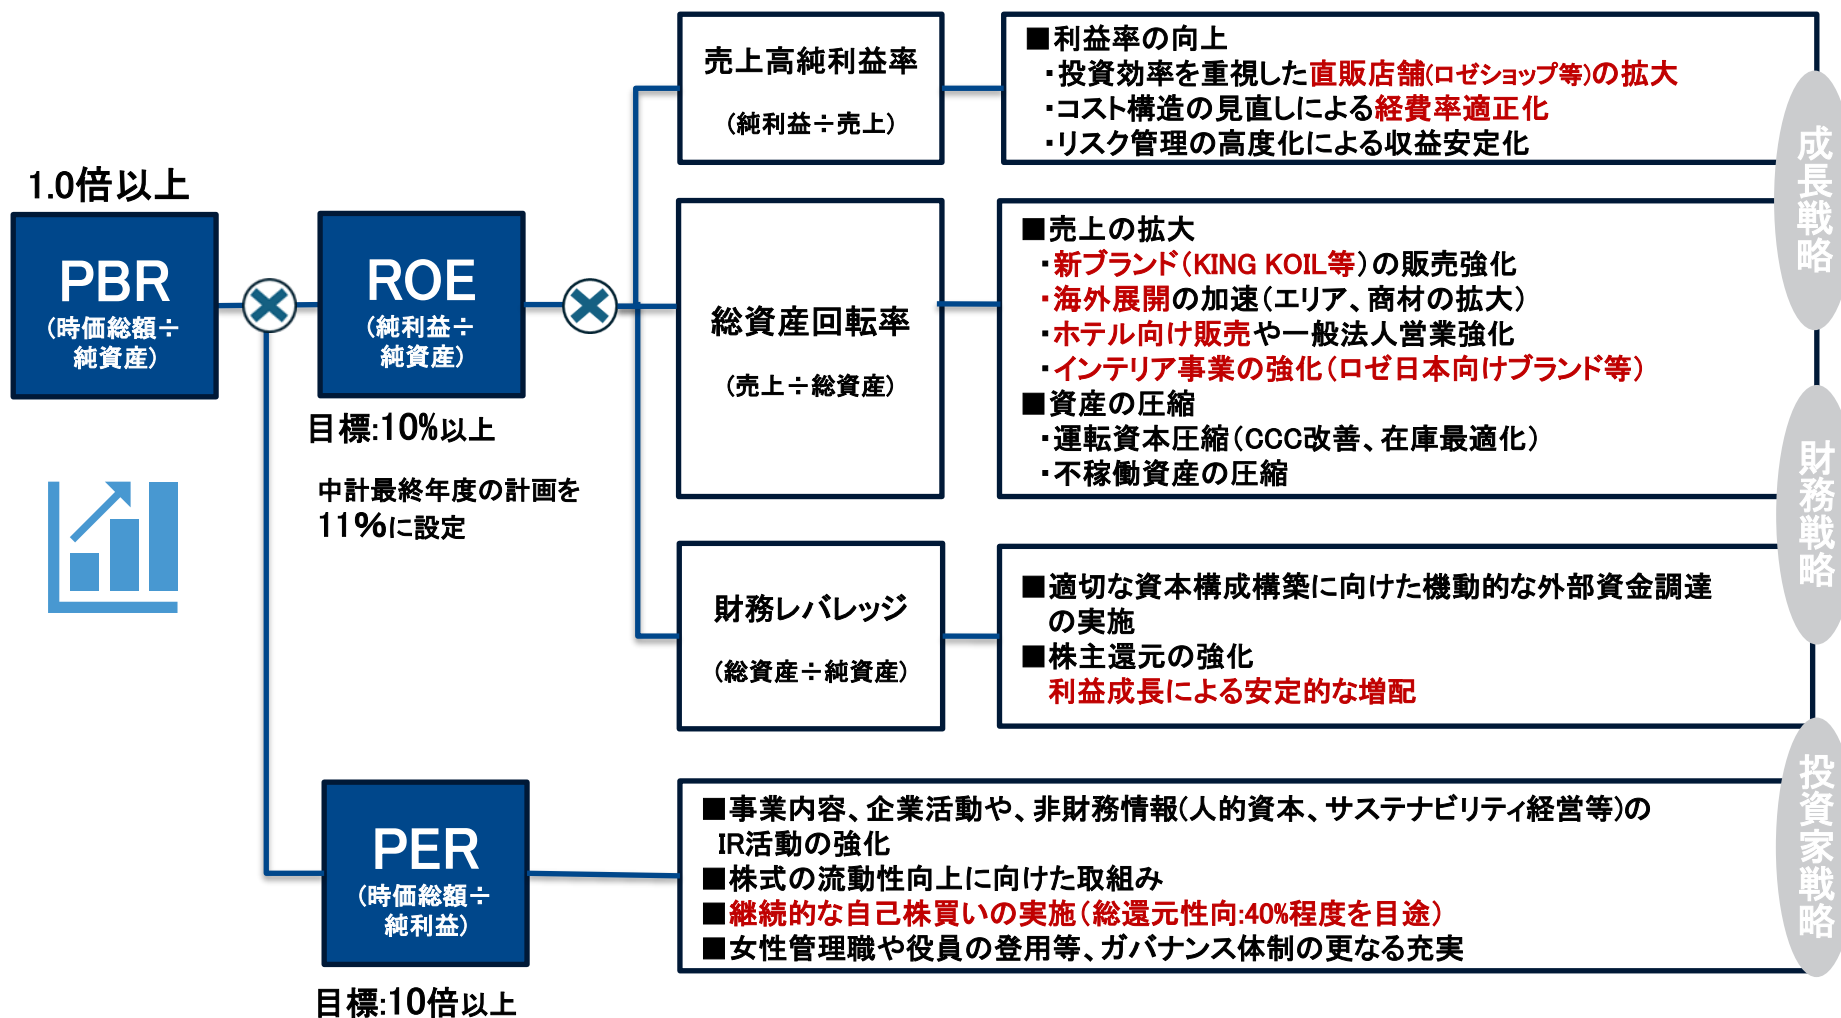 1.0倍以上
PBR
(時価総額÷
純資産)
ROE
(純利益÷
純資産)
目標:10%以上
中計最終年度の計画を
11%に設定
売上高純利益率
(純利益÷売上)
■利益率の向上
・投資効率を重視した直販店舗(ロゼショップ等)の拡大
・コスト構造の見直しによる経費率適正化
・リスク管理の高度化による収益安定化
総資産回転率
(売上÷総資産)
■売上の拡大
・新ブランド(KING KOIL等)の販売強化
・海外展開の加速(エリア、商材の拡大)
・ホテル向け販売や一般法人営業強化
・インテリア事業の強化(ロゼ日本向けブランド等)
■資産の圧縮
・運転資本圧縮(CCC改善、在庫最適化)
・不稼働資産の圧縮
財務レバレッジ
(総資産÷純資産)
■適切な資本構成構築に向けた機動的な外部資金調達
の実施
■株主還元の強化
利益成長による安定的な増配
PER
(時価総額÷
純利益)
目標:10倍以上
■事業内容、企業活動や、非財務情報(人的資本、サステナビリティ経営等)の
IR活動の強化
■株式の流動性向上に向けた取組み
■継続的な自己株買いの実施(総還元性向:40%程度を目途)
■女性管理職や役員の登用等、ガバナンス体制の更なる充実
成長戦略
財務戦略
投資家戦略